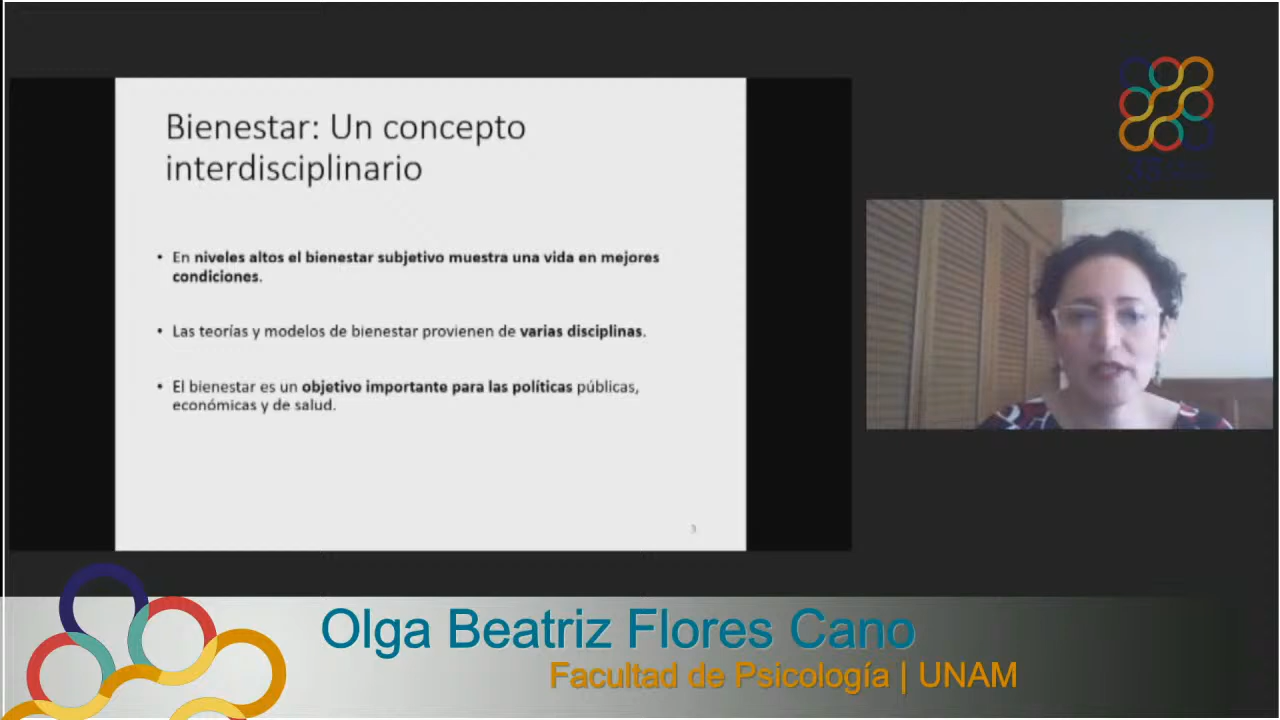 Bienestar: Un concepto
interdisciplinario
• En niveles altos el bienestar subjetivo muestra una vida en mejores
condiciones.
• Las teorías y modelos de bienestar provienen de varias disciplinas.
• El bienestar es un objetivo importante para las políticas públicas,
económicas y de salud.
3
Olga Beatriz Flores Cano
Facultad de Psicología | UNAM